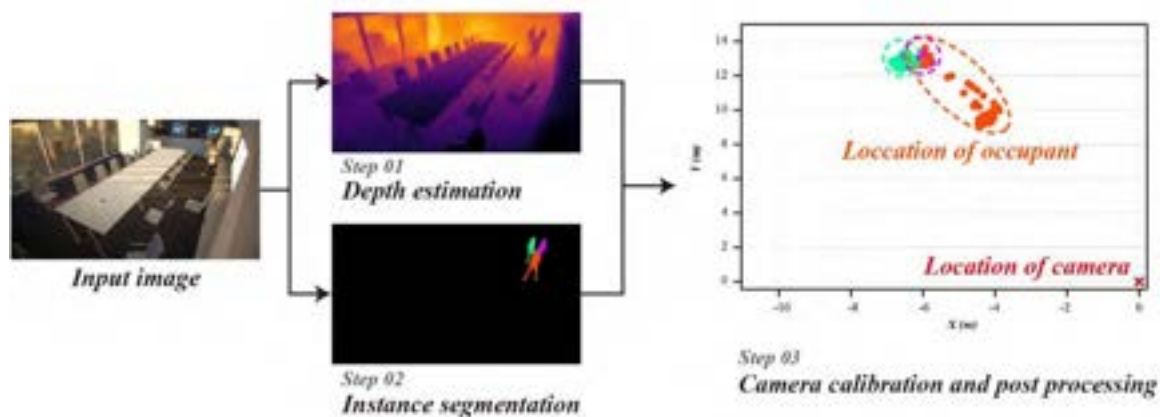 Input image
Step 01
Depth estimation
Step 02
Instance segmentation
14
12
10
8
6
4
2
0
Y (m)
Loccation of occupant
Location of camera
-10
-8
-6
-4
-2
0
X (m)
Step 03
Camera calibration and post processing